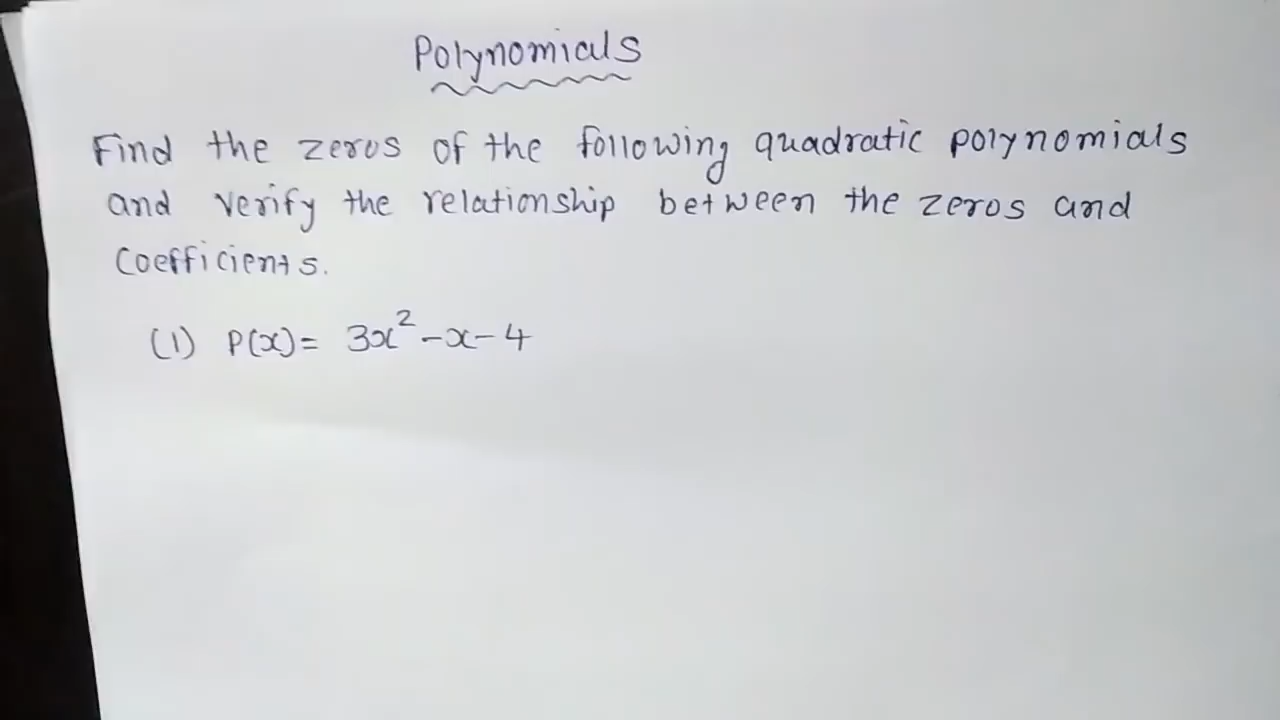 Polynomials
Find the zeros of the following quadratic polynomials
and verify the relationship between the zeros and
coefficients.
(1) P(x)= 3x² -x- 4